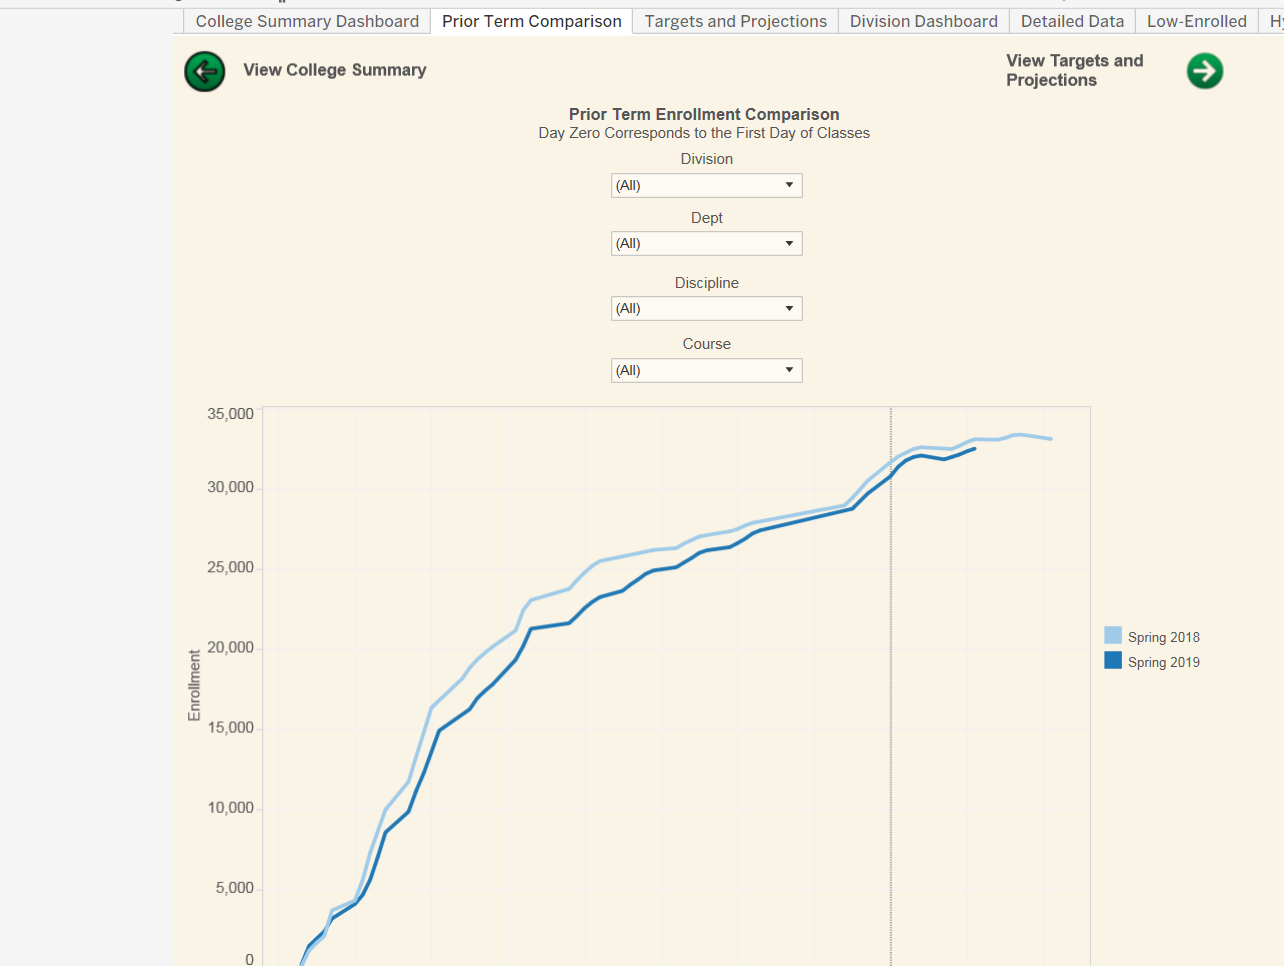 College Summary Dashboard
Prior Term Comparison
Targets and Projections
Division Dashboard
Detailed Data
Low-Enrolled
View College Summary
View Targets and
Projections
Prior Term Enrollment Comparison
Day Zero Corresponds to the First Day of Classes
Division
(All)
Dept
(All)
Discipline
(All)
Course
(All)
35,000
30,000
25,000
20,000
15,000
10,000
5,000
0
Enrollment
Spring 2018
Spring 2019